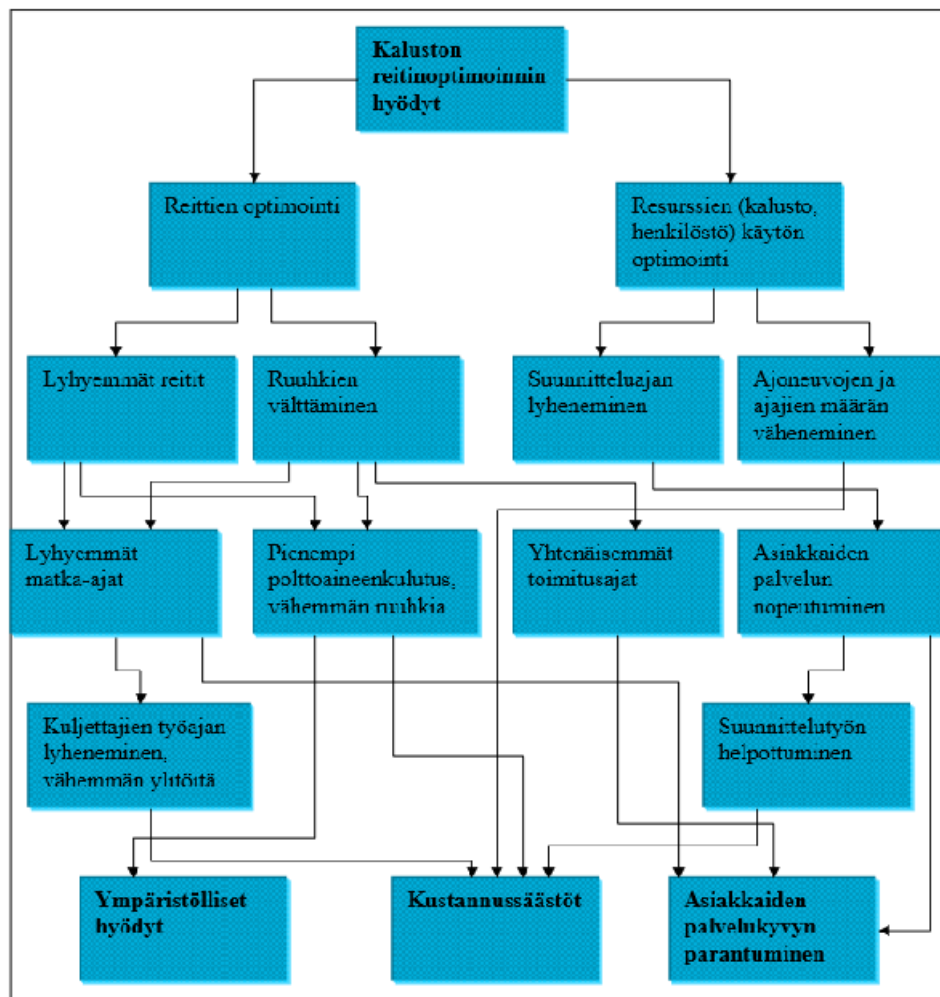 Kaluston
reitinoptimoinnin
hyödyt
Reittien optimointi
Resurssien (kalusto,
henkilöstö) käytön
optimointi
Lyhyemmät reitit
Ruuhkien
välttäminen
Suunnitteluajan
lyheneminen
Ajoneuvojen ja
ajajien määrän
väheneminen
Lyhyemmät
matka-ajat
Pienempi
polttoaineenkulutus,
vähemmän ruuhkia
Yhtenäisemmät
toimitusajat
Asiakkaiden
palvelun
nopeutuminen
Kuljettajien työajan
lyheneminen,
vähemmän ylitöitä
Suunnittelutyön
helpottuminen
Ympäristölliset
hyödyt
Kustannussäästöt
Asiakkaiden
palvelukyvyn
parantuminen